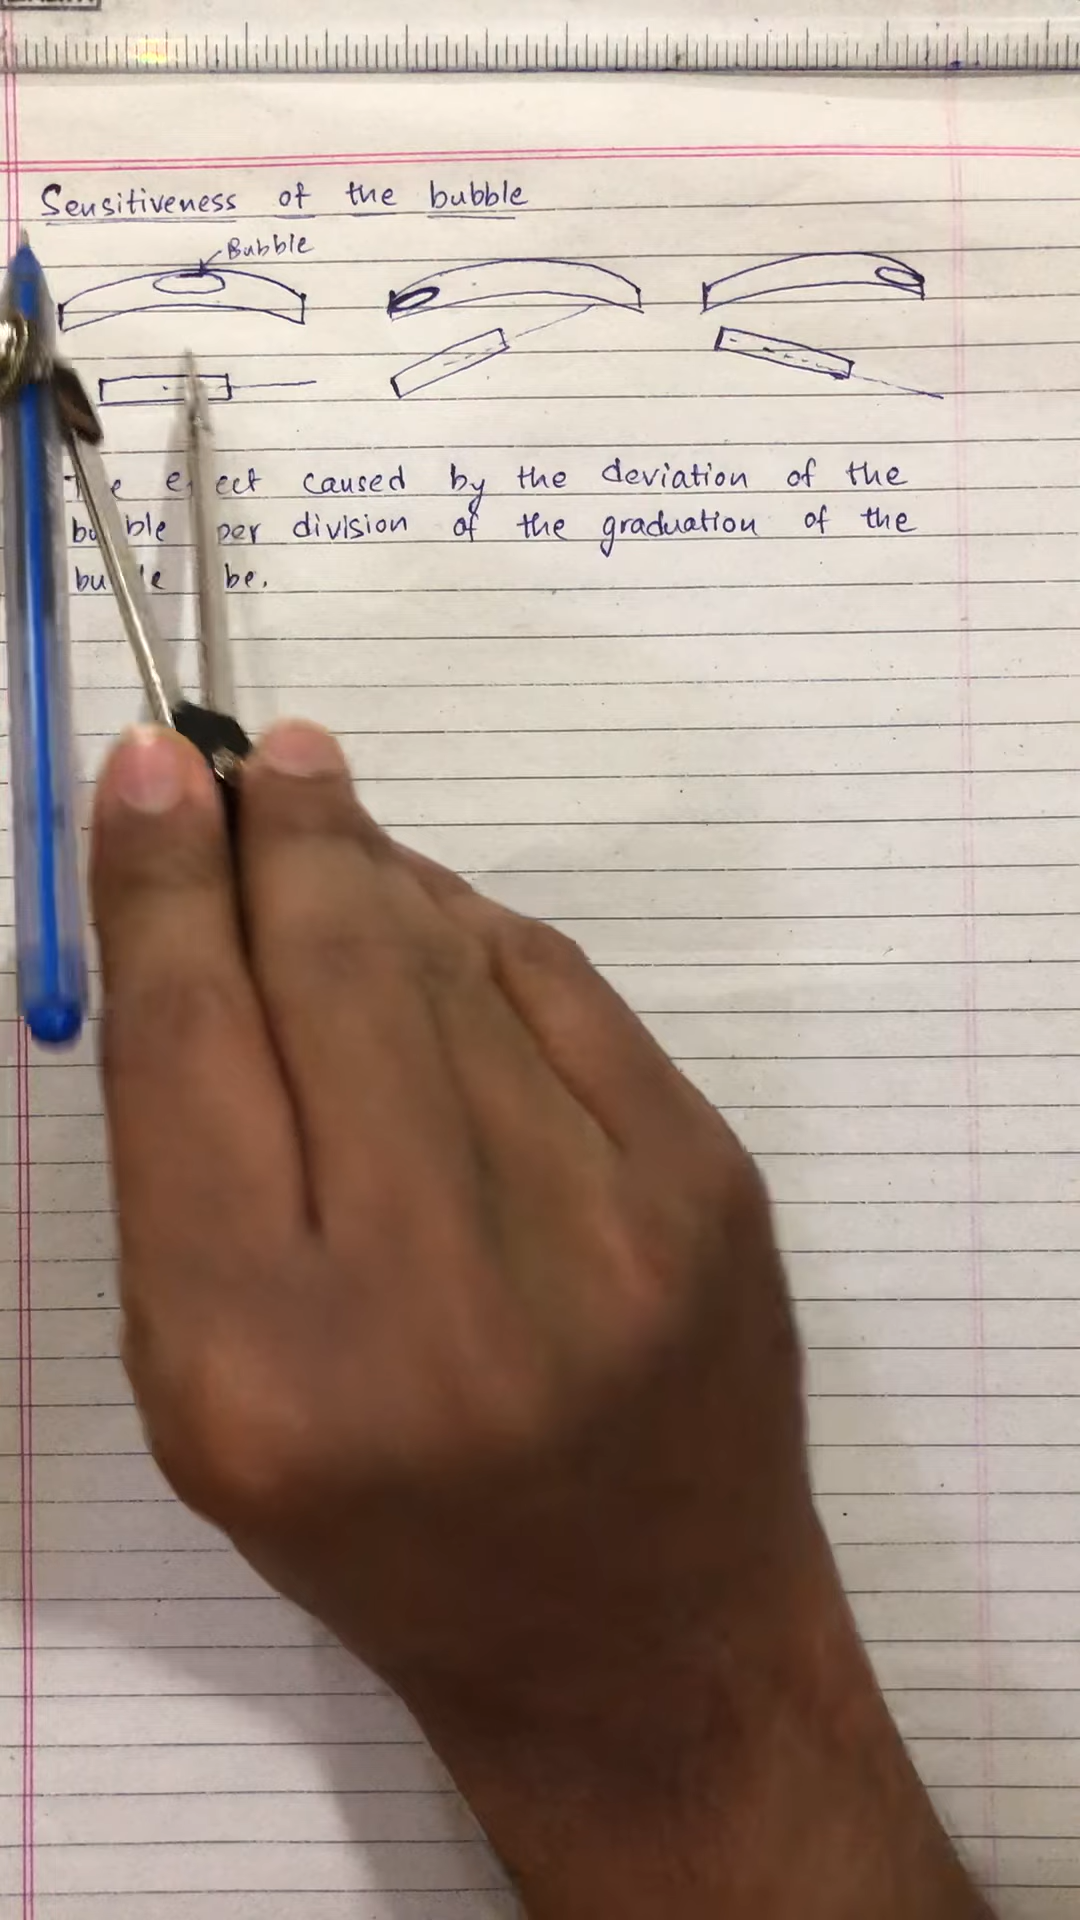 Sensitiveness of the bubble
Bubble
caused by the deviation of the
per division of the graduation of the